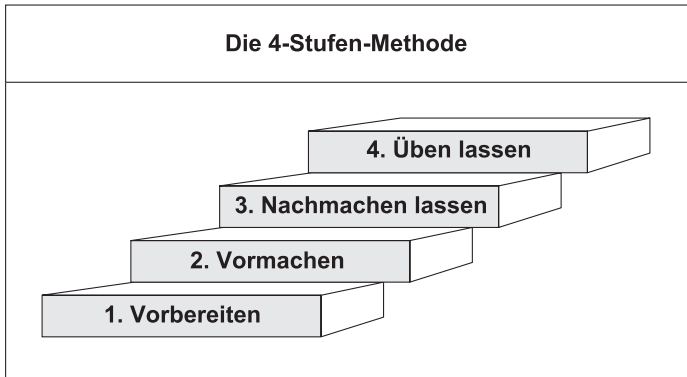 Die 4-Stufen-Methode
4. Üben lassen
3. Nachmachen lassen
2. Vormachen
1. Vorbereiten